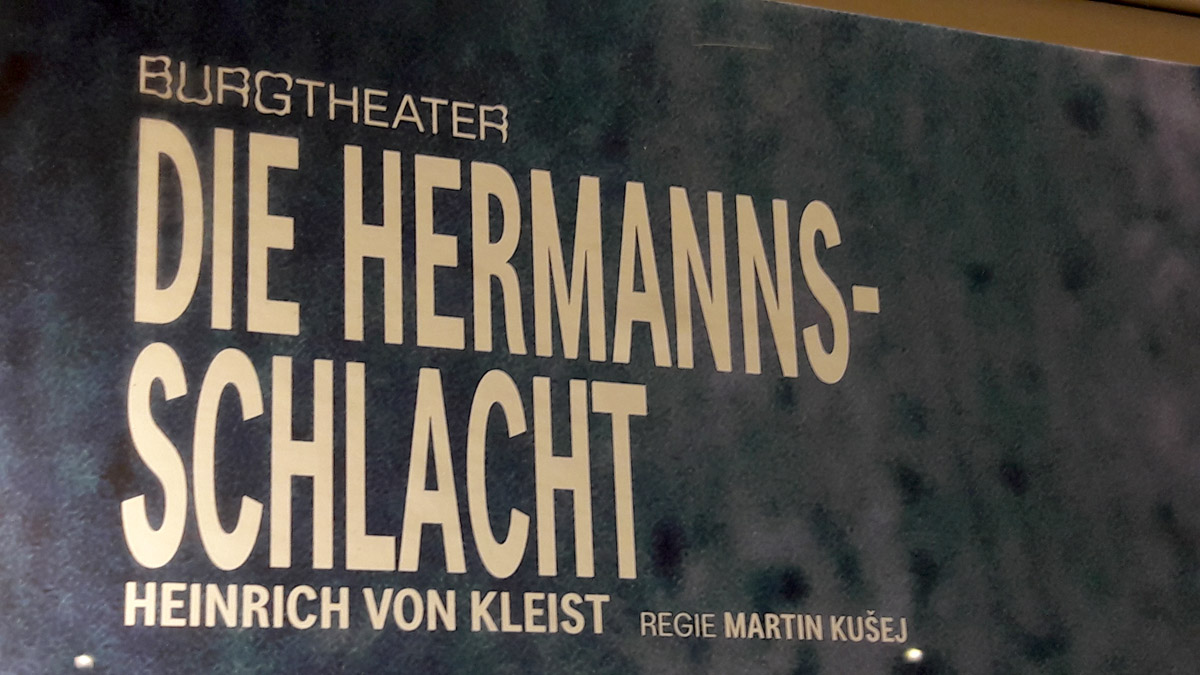 BURGTHEATER
DIE HERMANNS-
SCHLACHT
HEINRICH VON KLEIST REGIE MARTIN KUŠEJ